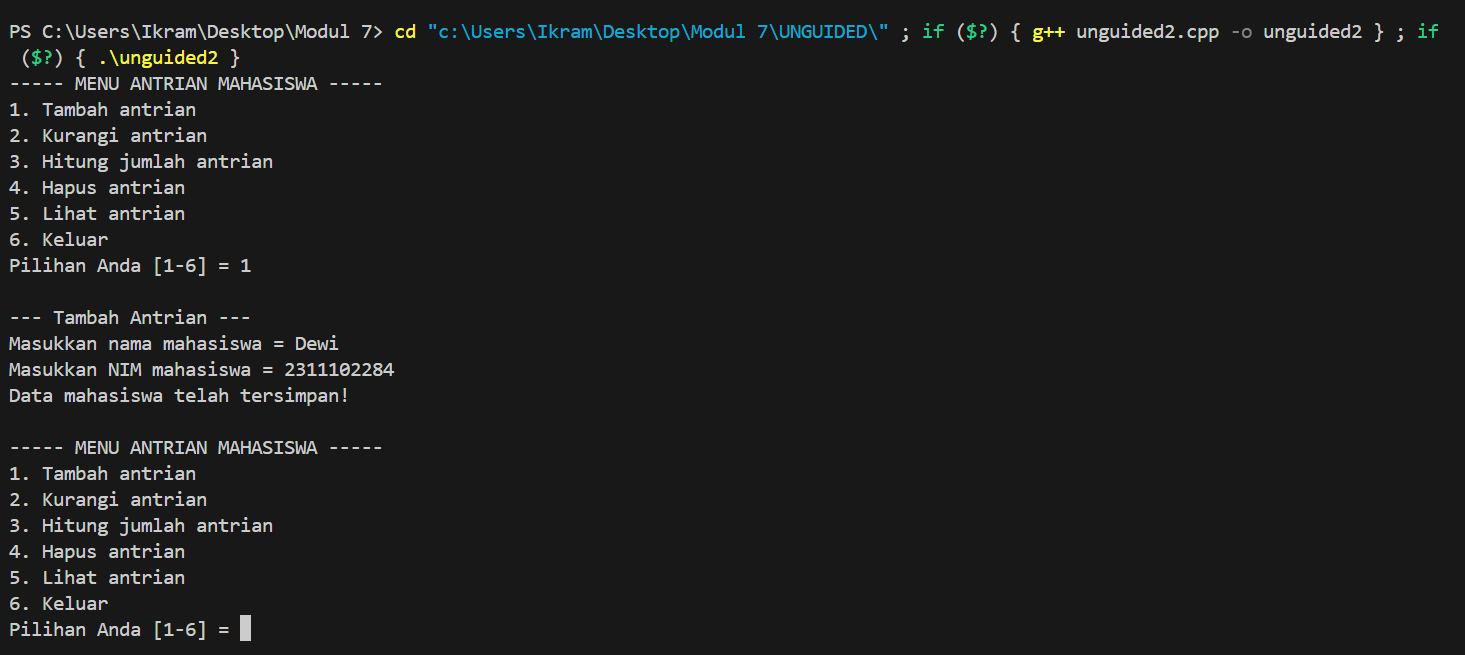 PS C:\Users\Ikram\Desktop\Modul 7> cd "c:\Users\Ikram\Desktop\Modul 7\UNGUIDED\" ; if ($?) { g++ unguided2.cpp -o unguided2 } ; if
($?) { .\unguided2 }
----- MENU ANTRIAN MAHASISWA -----
1. Tambah antrian
2. Kurangi antrian
3. Hitung jumlah antrian
4. Hapus antrian
5. Lihat antrian
6. Keluar
Pilihan Anda [1-6] = 1
--- Tambah Antrian ---
Masukkan nama mahasiswa = Dewi
Masukkan NIM mahasiswa = 2311102284
Data mahasiswa telah tersimpan!
----- MENU ANTRIAN MAHASISWA -----
1. Tambah antrian
2. Kurangi antrian
3. Hitung jumlah antrian
4. Hapus antrian
5. Lihat antrian
6. Keluar
Pilihan Anda [1-6] =